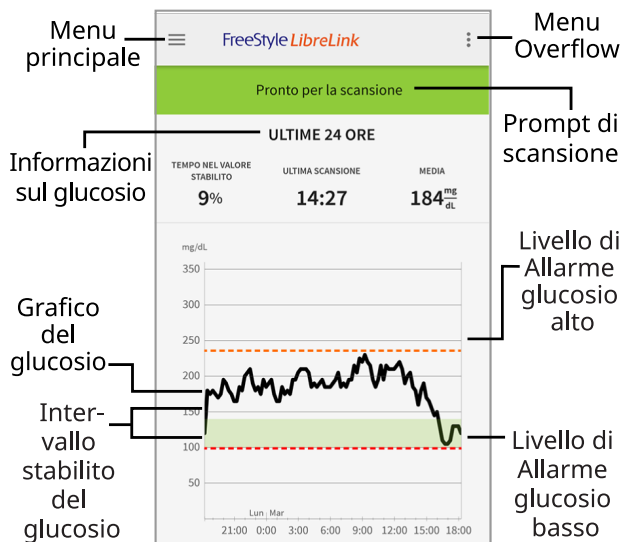 Menu
principale
FreeStyle LibreLink
Menu
Overflow
Pronto per la scansione
Prompt di
scansione
ULTIME 24 ORE
Informazioni
sul glucosio
TEMPO NEL VALORE
STABILITO
9%
ULTIMA SCANSIONE
14:27
MEDIA
184 mg/dL
mg/dL
350
300
250
200
150
100
50
Lun Mar
21:00 0:00 3:00 6:00 9:00 12:00 15:00 18:00
Livello di
Allarme
glucosio
alto
Grafico
del
glucosio
Inter-
vallo
stabilito
del
glucosio
Livello di
Allarme
glucosio
basso